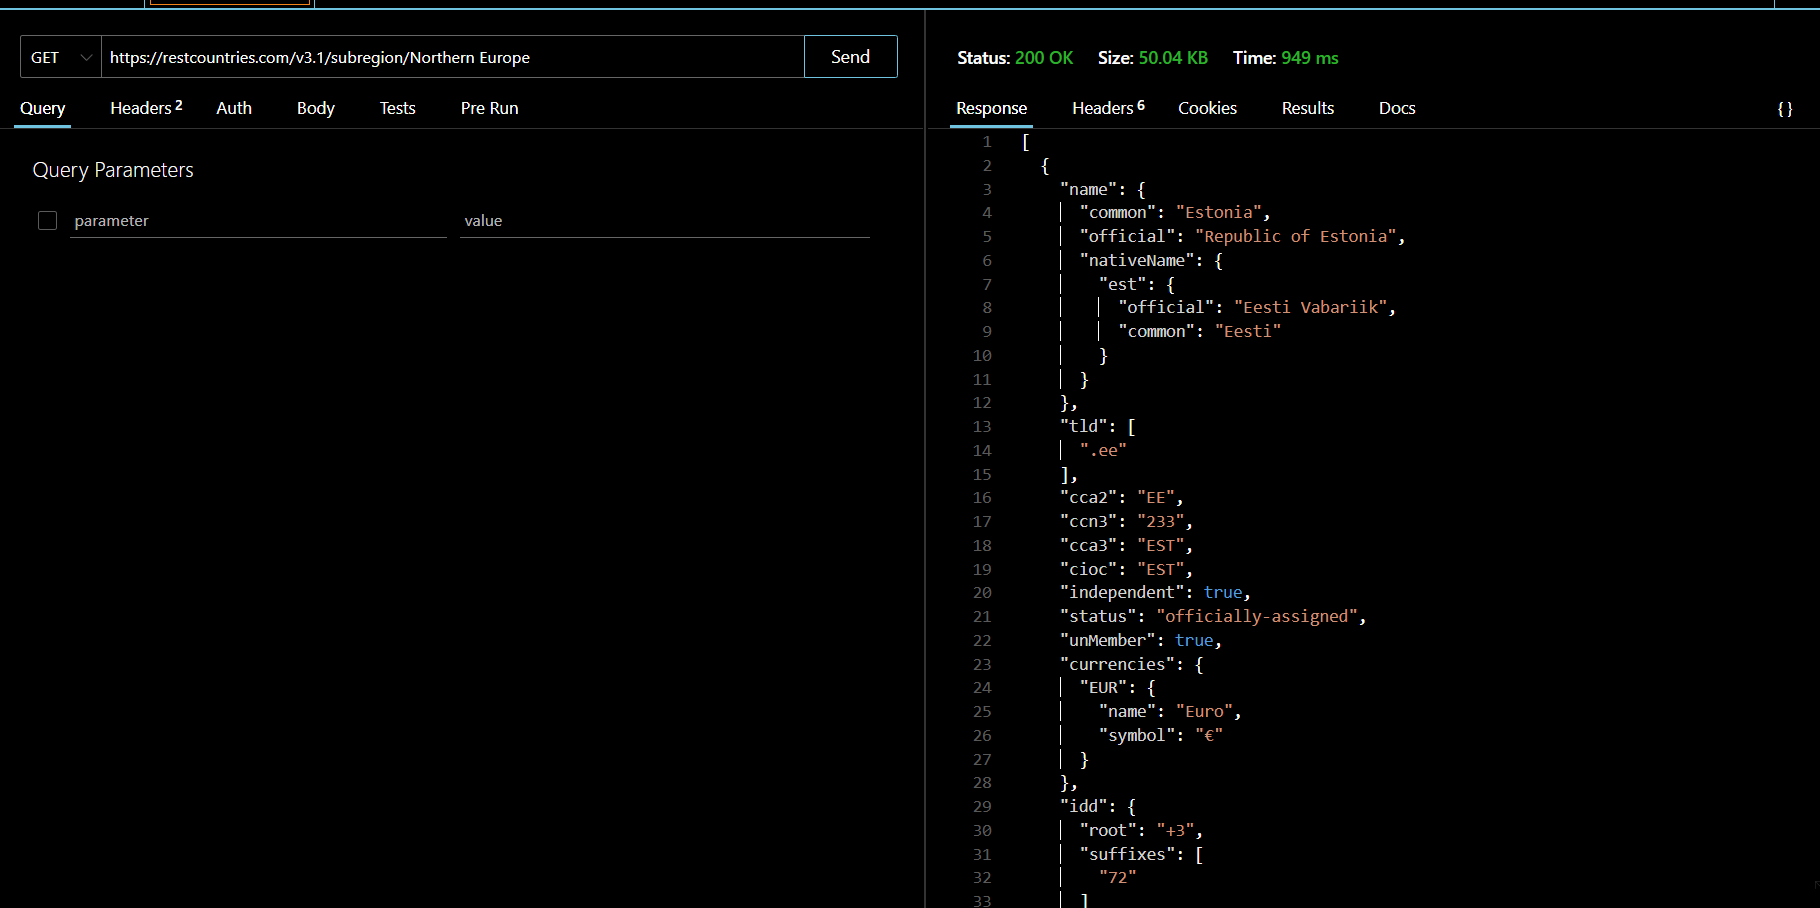 GET https://restcountries.com/v3.1/subregion/Northern Europe Send
Query Headers 2 Auth Body Tests Pre Run
Query Parameters
parameter value
Status: 200 OK Size: 50.04 KB Time: 949 ms
Response Headers 6 Cookies Results Docs {}
1 [
2 {
3 "name": {
4 "common": "Estonia",
5 "official": "Republic of Estonia",
6 "nativeName": {
7 "est": {
8 "official": "Eesti Vabariik",
9 "common": "Eesti"
10 }
11 }
12 },
13 "tld": [
14 ".ee"
15 ],
16 "cca2": "EE",
17 "ccn3": "233",
18 "cca3": "EST",
19 "cioc": "EST",
20 "independent": true,
21 "status": "officially-assigned",
22 "unMember": true,
23 "currencies": {
24 "EUR": {
25 "name": "Euro",
26 "symbol": "€"
27 }
28 },
29 "idd": {
30 "root": "+3",
31 "suffixes": [
32 "72"
33 ]